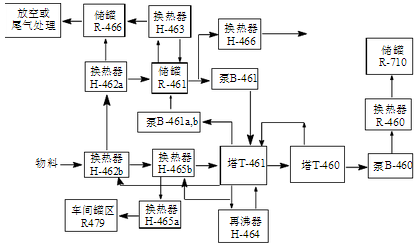 放空或
尾气处理
储罐
R-466
换热器
H-463
换热器
H-466
储罐
R-710
换热器
H-462a
储罐
R-461
泵B-461
换热器
R-460
泵B-461a,b
物料
换热器
H-462b
换热器
H-465b
塔T-461
塔T-460
泵B-460
车间罐区
R479
换热器
H-465a
再沸器
H-464